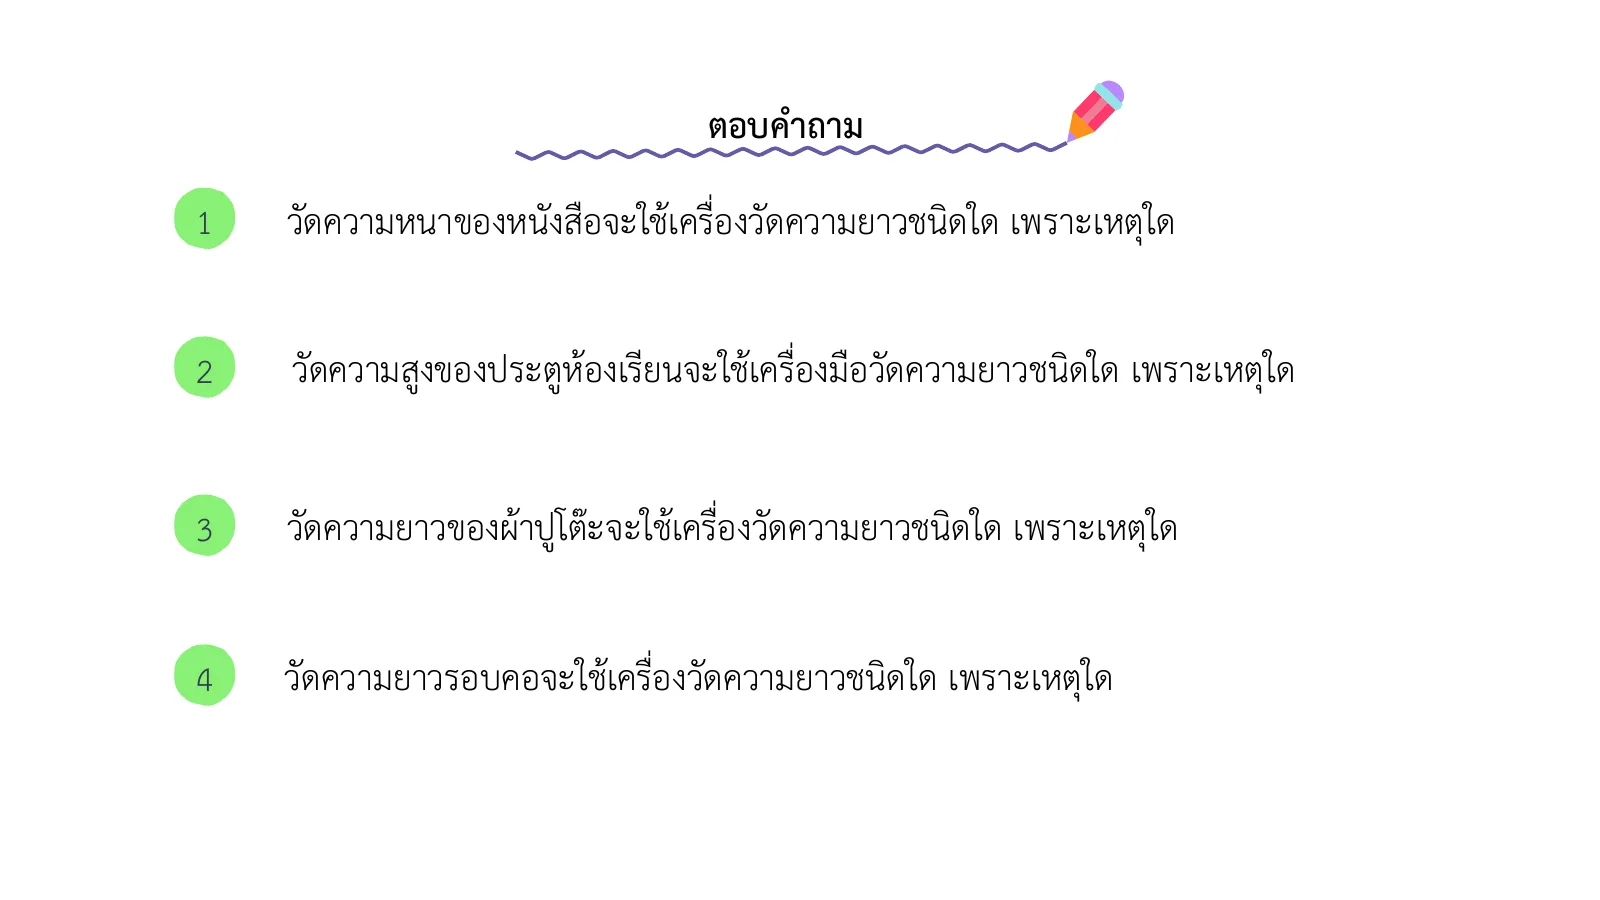 ตอบคำถาม
1 วัดความหนาของหนังสือจะใช้เครื่องวัดความยาวชนิดใด เพราะเหตุใด
2 วัดความสูงของประตูห้องเรียนจะใช้เครื่องมือวัดความยาวชนิดใด เพราะเหตุใด
3 วัดความยาวของผ้าปูโต๊ะจะใช้เครื่องวัดความยาวชนิดใด เพราะเหตุใด
4 วัดความยาวรอบคอจะใช้เครื่องวัดความยาวชนิดใด เพราะเหตุใด